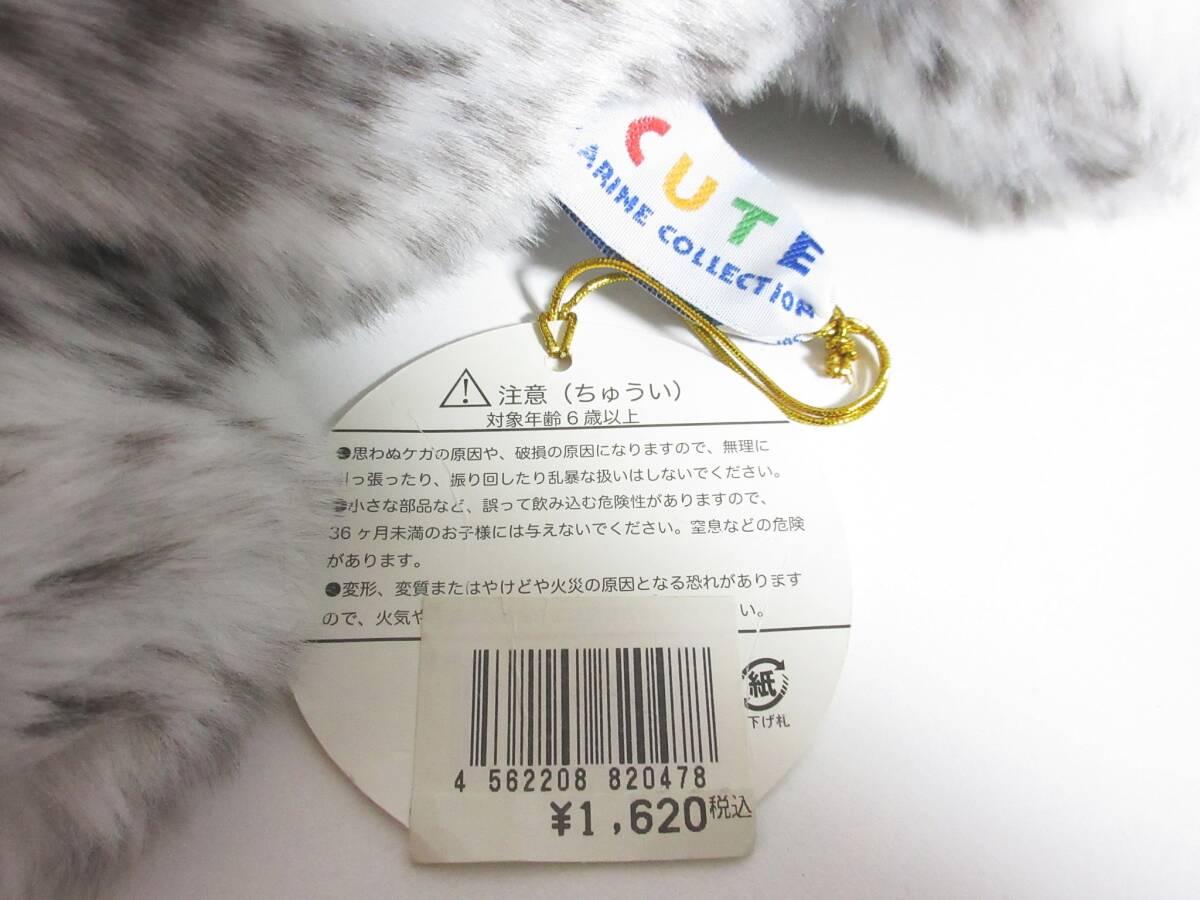 CUTE
ARINE COLLECTION
注意（ちゅうい）
対象年齢6歳以上
●思わぬケガの原因や、破損の原因になりますので、無理に
っ張ったり、振り回したり乱暴な扱いはしないでください。
●小さな部品など、誤って飲み込む危険性がありますので、
36ヶ月未満のお子様には与えないでください。窒息などの危険
があります。
●変形、変質またはやけどや火災の原因となる恐れがあります
ので、火気や
い。
紙
下げ札
4 562208 820478
¥1,620税込